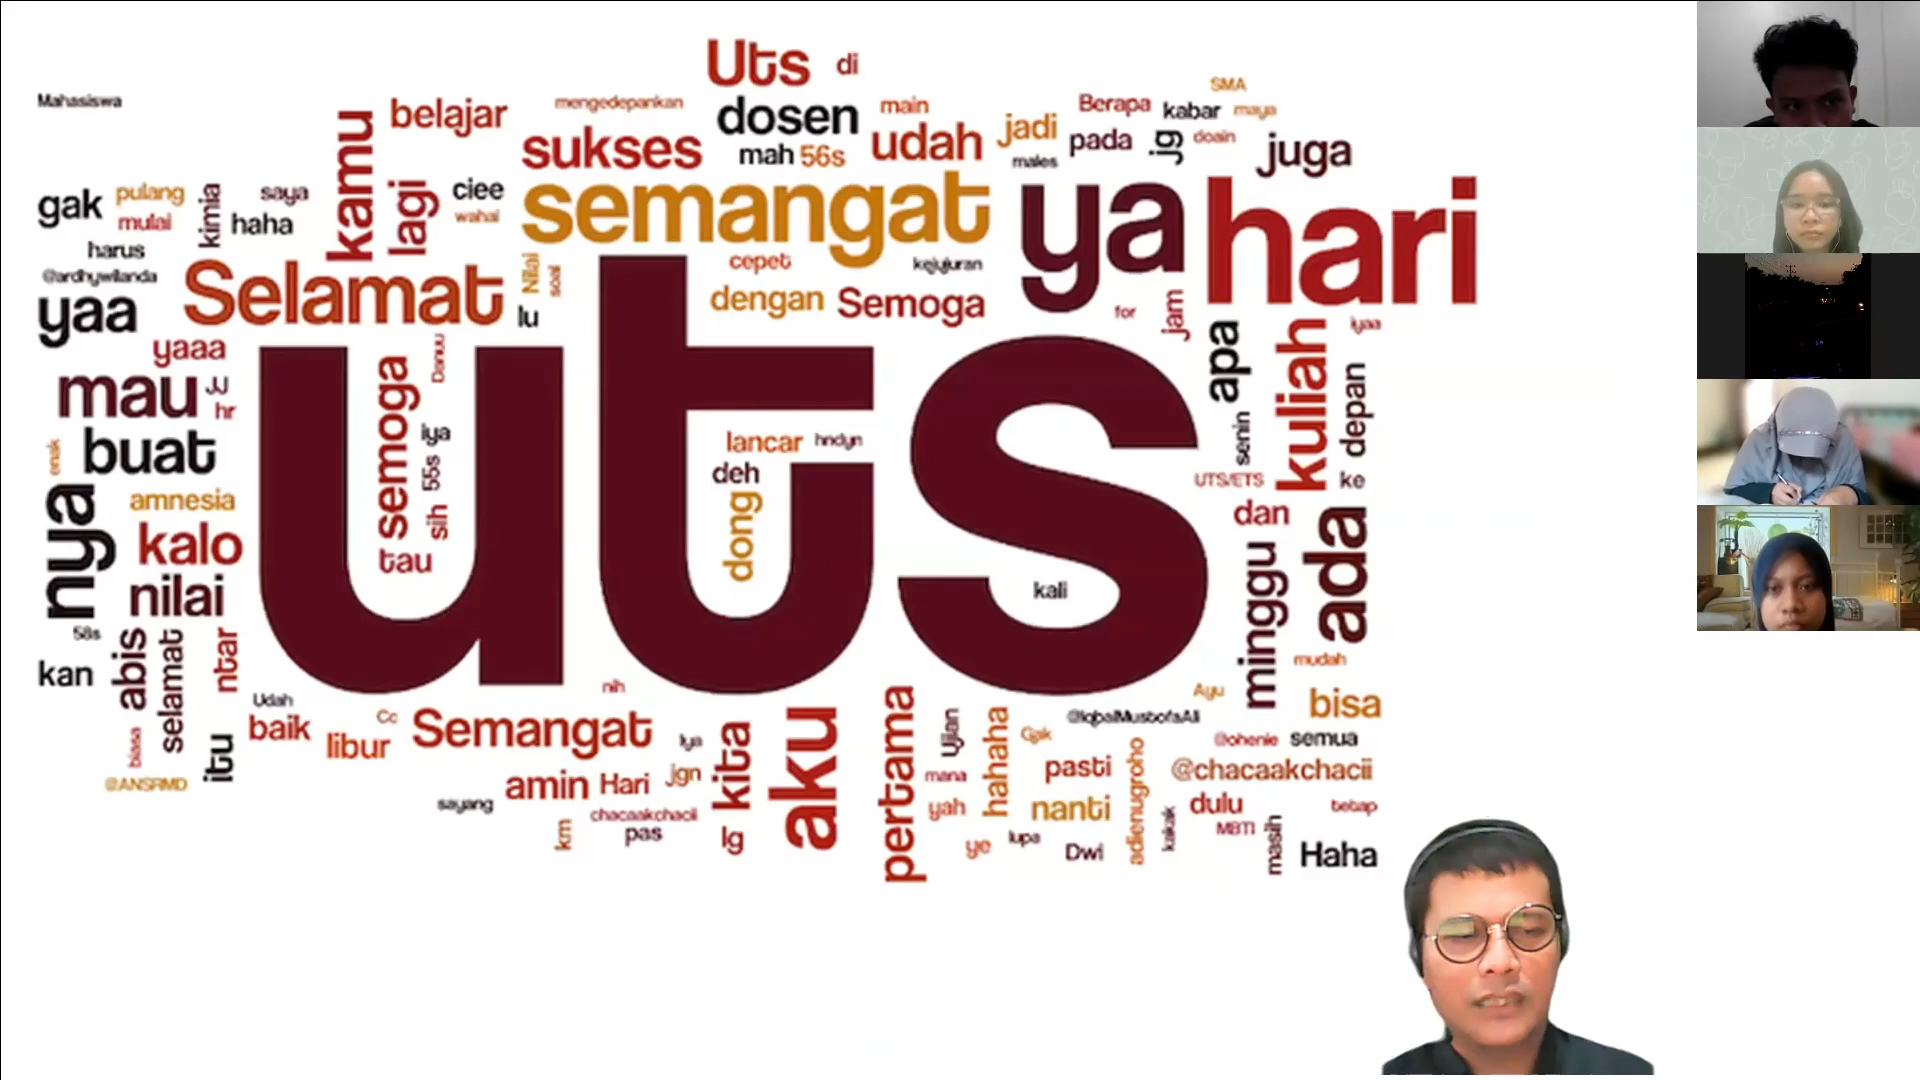 Uts di
Mahasiswa
mengedepankan
SMA
belajar
dosen
main
Berapa kabar maya
kamu
sukses
mah 56s
udah
jadi
pada
jg
doain
males
juga
gak
pulang
kimia
saya
lagi
ciee
semangat
ya
hari
mulai
haha
wahai
harus
@ardhywilanda
Selamat
Nilai
soal
cepet
kejujuran
yaa
lu
dengan Semoga
for
jam
apa
kuliah
iyaa
yaaa
uts
semoga
Danuu
mau
JJ
hr
depan
enak
buat
iya
lancar
hndyn
senin
55s
deh
UTS/ETS
ke
nya
amnesia
sih
dong
dan
ada
kalo
tau
minggu
nilai
kali
58s
abis
selamat
ntar
kan
mudah
Udah
nih
Ayu
bisa
biasa
itu
baik
libur
Cc
Semangat
Iya
kita
aku
pertama
Ujian
hahaha
Gak
@IqbalMustofaAli
@ohenie semua
@ANSRMD
amin Hari
jgn
mana
pasti
adienugroho
@chacaakchacii
sayang
km
chacaakchacii
pas
lg
yah
nanti
dulu
tetap
MBTI
kakak
ye
lupa
Dwi
masih
Haha